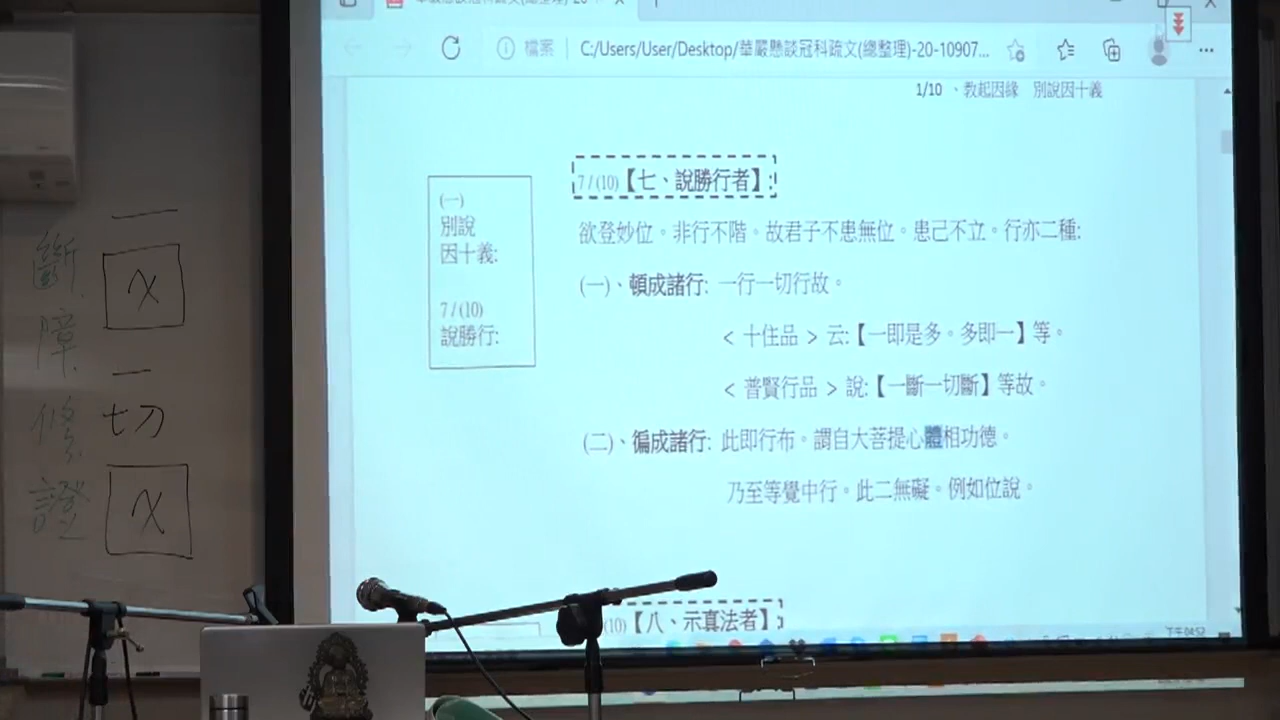 檔案 C:/Users/User/Desktop/華嚴懸談冠科疏文(總整理)-20-10907...
1/10 、教起因緣 別說因十義
(一)
別說
因十義:
7 / (10)
說勝行:
7 / (10)【七、說勝行者】:
欲登妙位。非行不階。故君子不患無位。患己不立。行亦二種:
(一)、頓成諸行: 一行一切行故。
< 十住品 > 云:【一即是多。多即一】等。
< 普賢行品 > 說:【一斷一切斷】等故。
(二)、徧成諸行: 此即行布。謂自大菩提心體相功德。
乃至等覺中行。此二無礙。例如位說。
(10)【八、示真法者】:
下午 04:52
斷
障
修
證
一
X
一
切
X